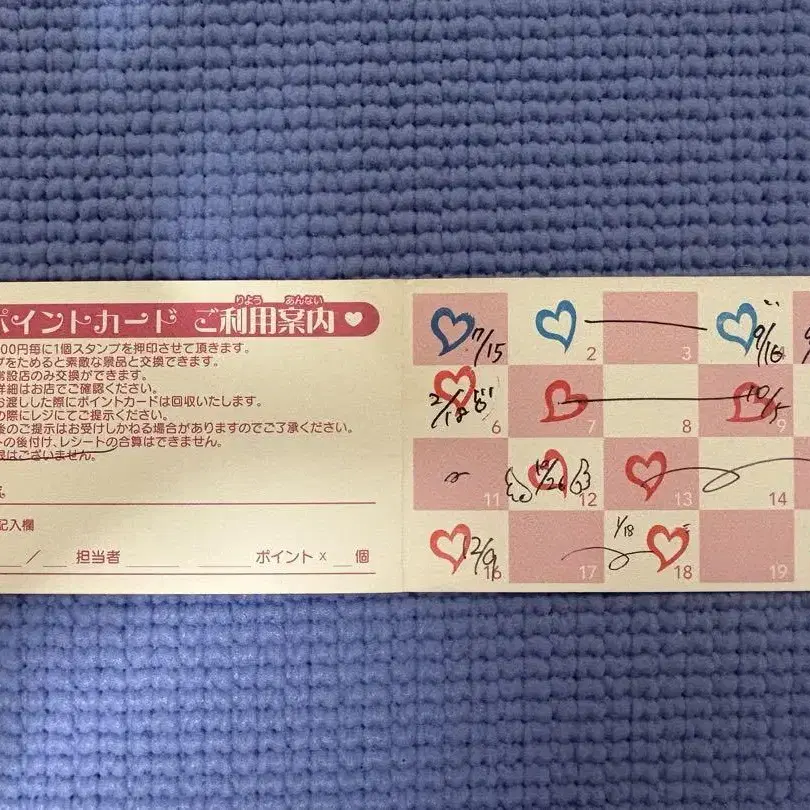 りよう あんない
ポイントカード ご利用案内
00円毎に1個スタンプを押印させて頂きます。
をためると素敵な景品と交換できます。
常設店のみ交換ができます。
詳細はお店でご確認ください。
お渡しした際にポイントカードは回収いたします。
の際にレジにてご提示ください。
後のご提示はお受けしかねる場合がありますのでご了承ください。
の後付け、レシートの合算はできません。
はございません。
記入欄
/ 担当者 ポイント× 個
7/15 2 3 9/16
6 7 8 10/5 9
11 12 13 14
12/9 16 17 1/18 18 19